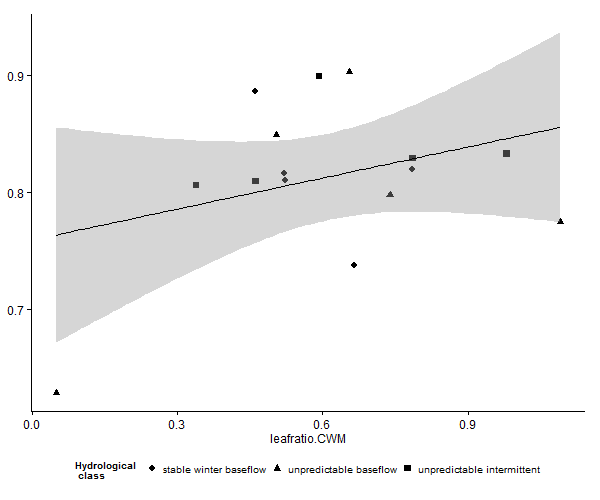 0.9
0.8
0.7
0.0 0.3 0.6 0.9
leafratio.CWM
Hydrological
class
stable winter baseflow unpredictable baseflow unpredictable intermittent